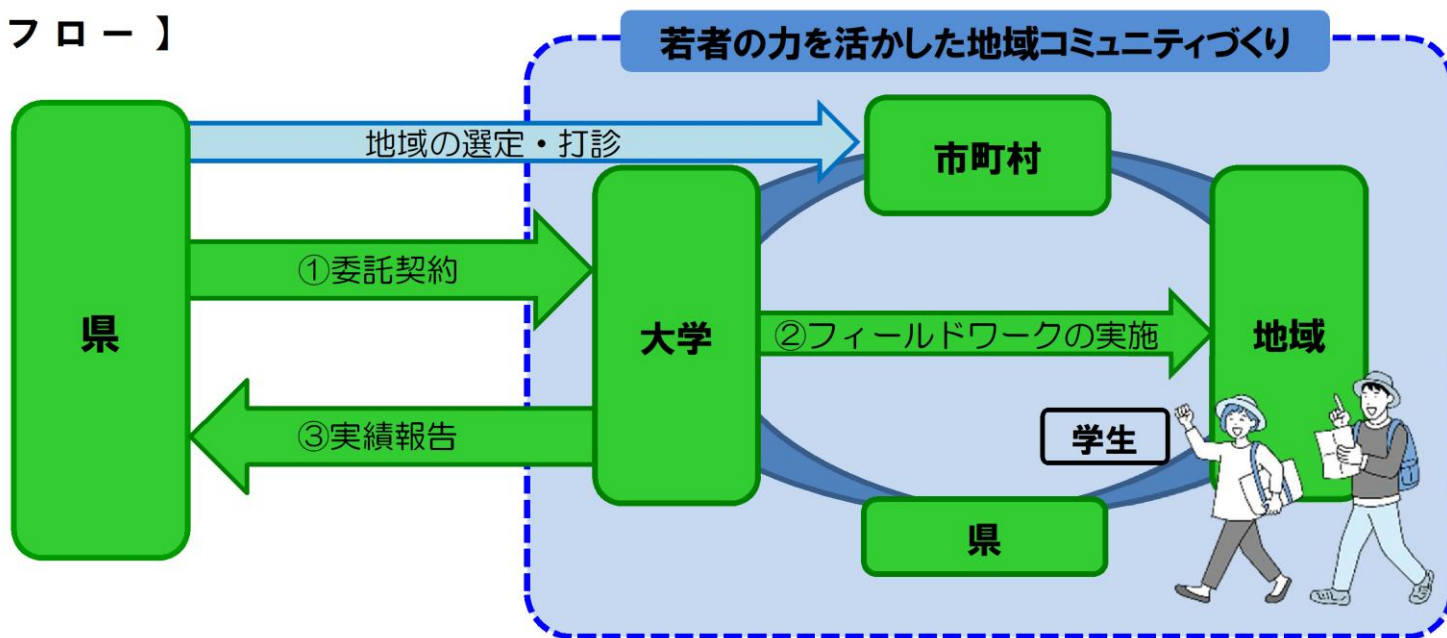 フロー】
若者の力を活かした地域コミュニティづくり
地域の選定・打診
市町村
①委託契約
県
大学
②フィールドワークの実施
地域
③実績報告
学生
県